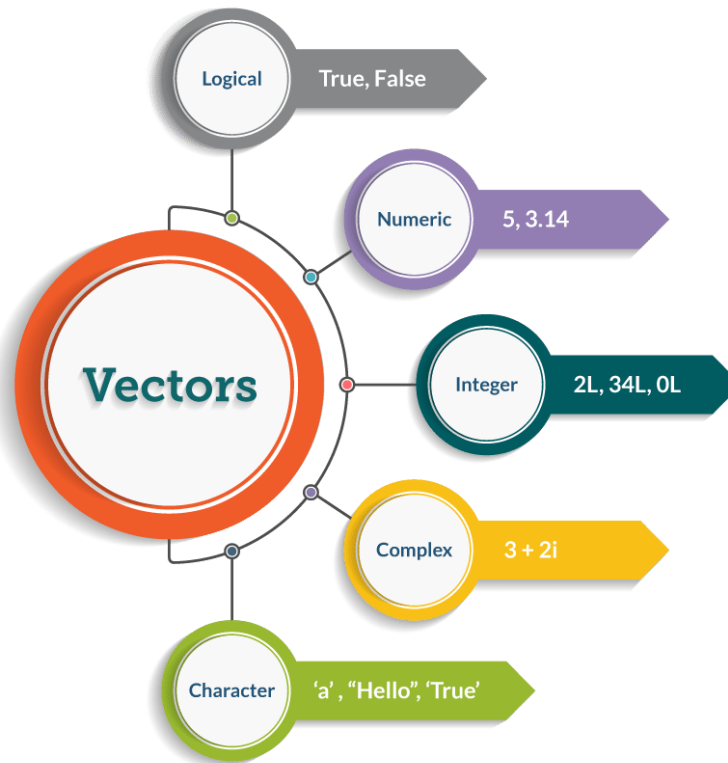 Logical
True, False
Numeric
5, 3.14
Vectors
Integer
2L, 34L, 0L
Complex
3 + 2i
Character
‘a’ , “Hello”, ‘True’